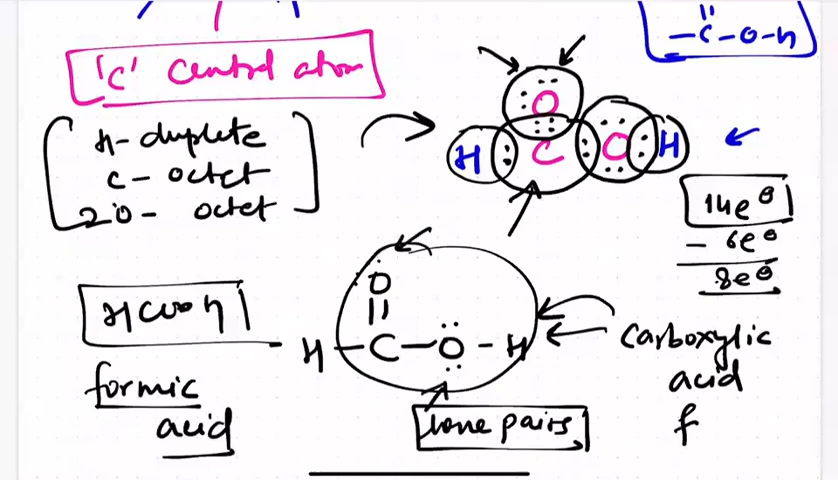 'C' central atom
-C-O-H
H- duplete
C - octet
2O - octet
O
H C O H
14e⊖
- 6e⊖
8e⊖
HCOOH
formic
acid
O
H-C-O-H
lone pairs
Carboxylic
acid
f